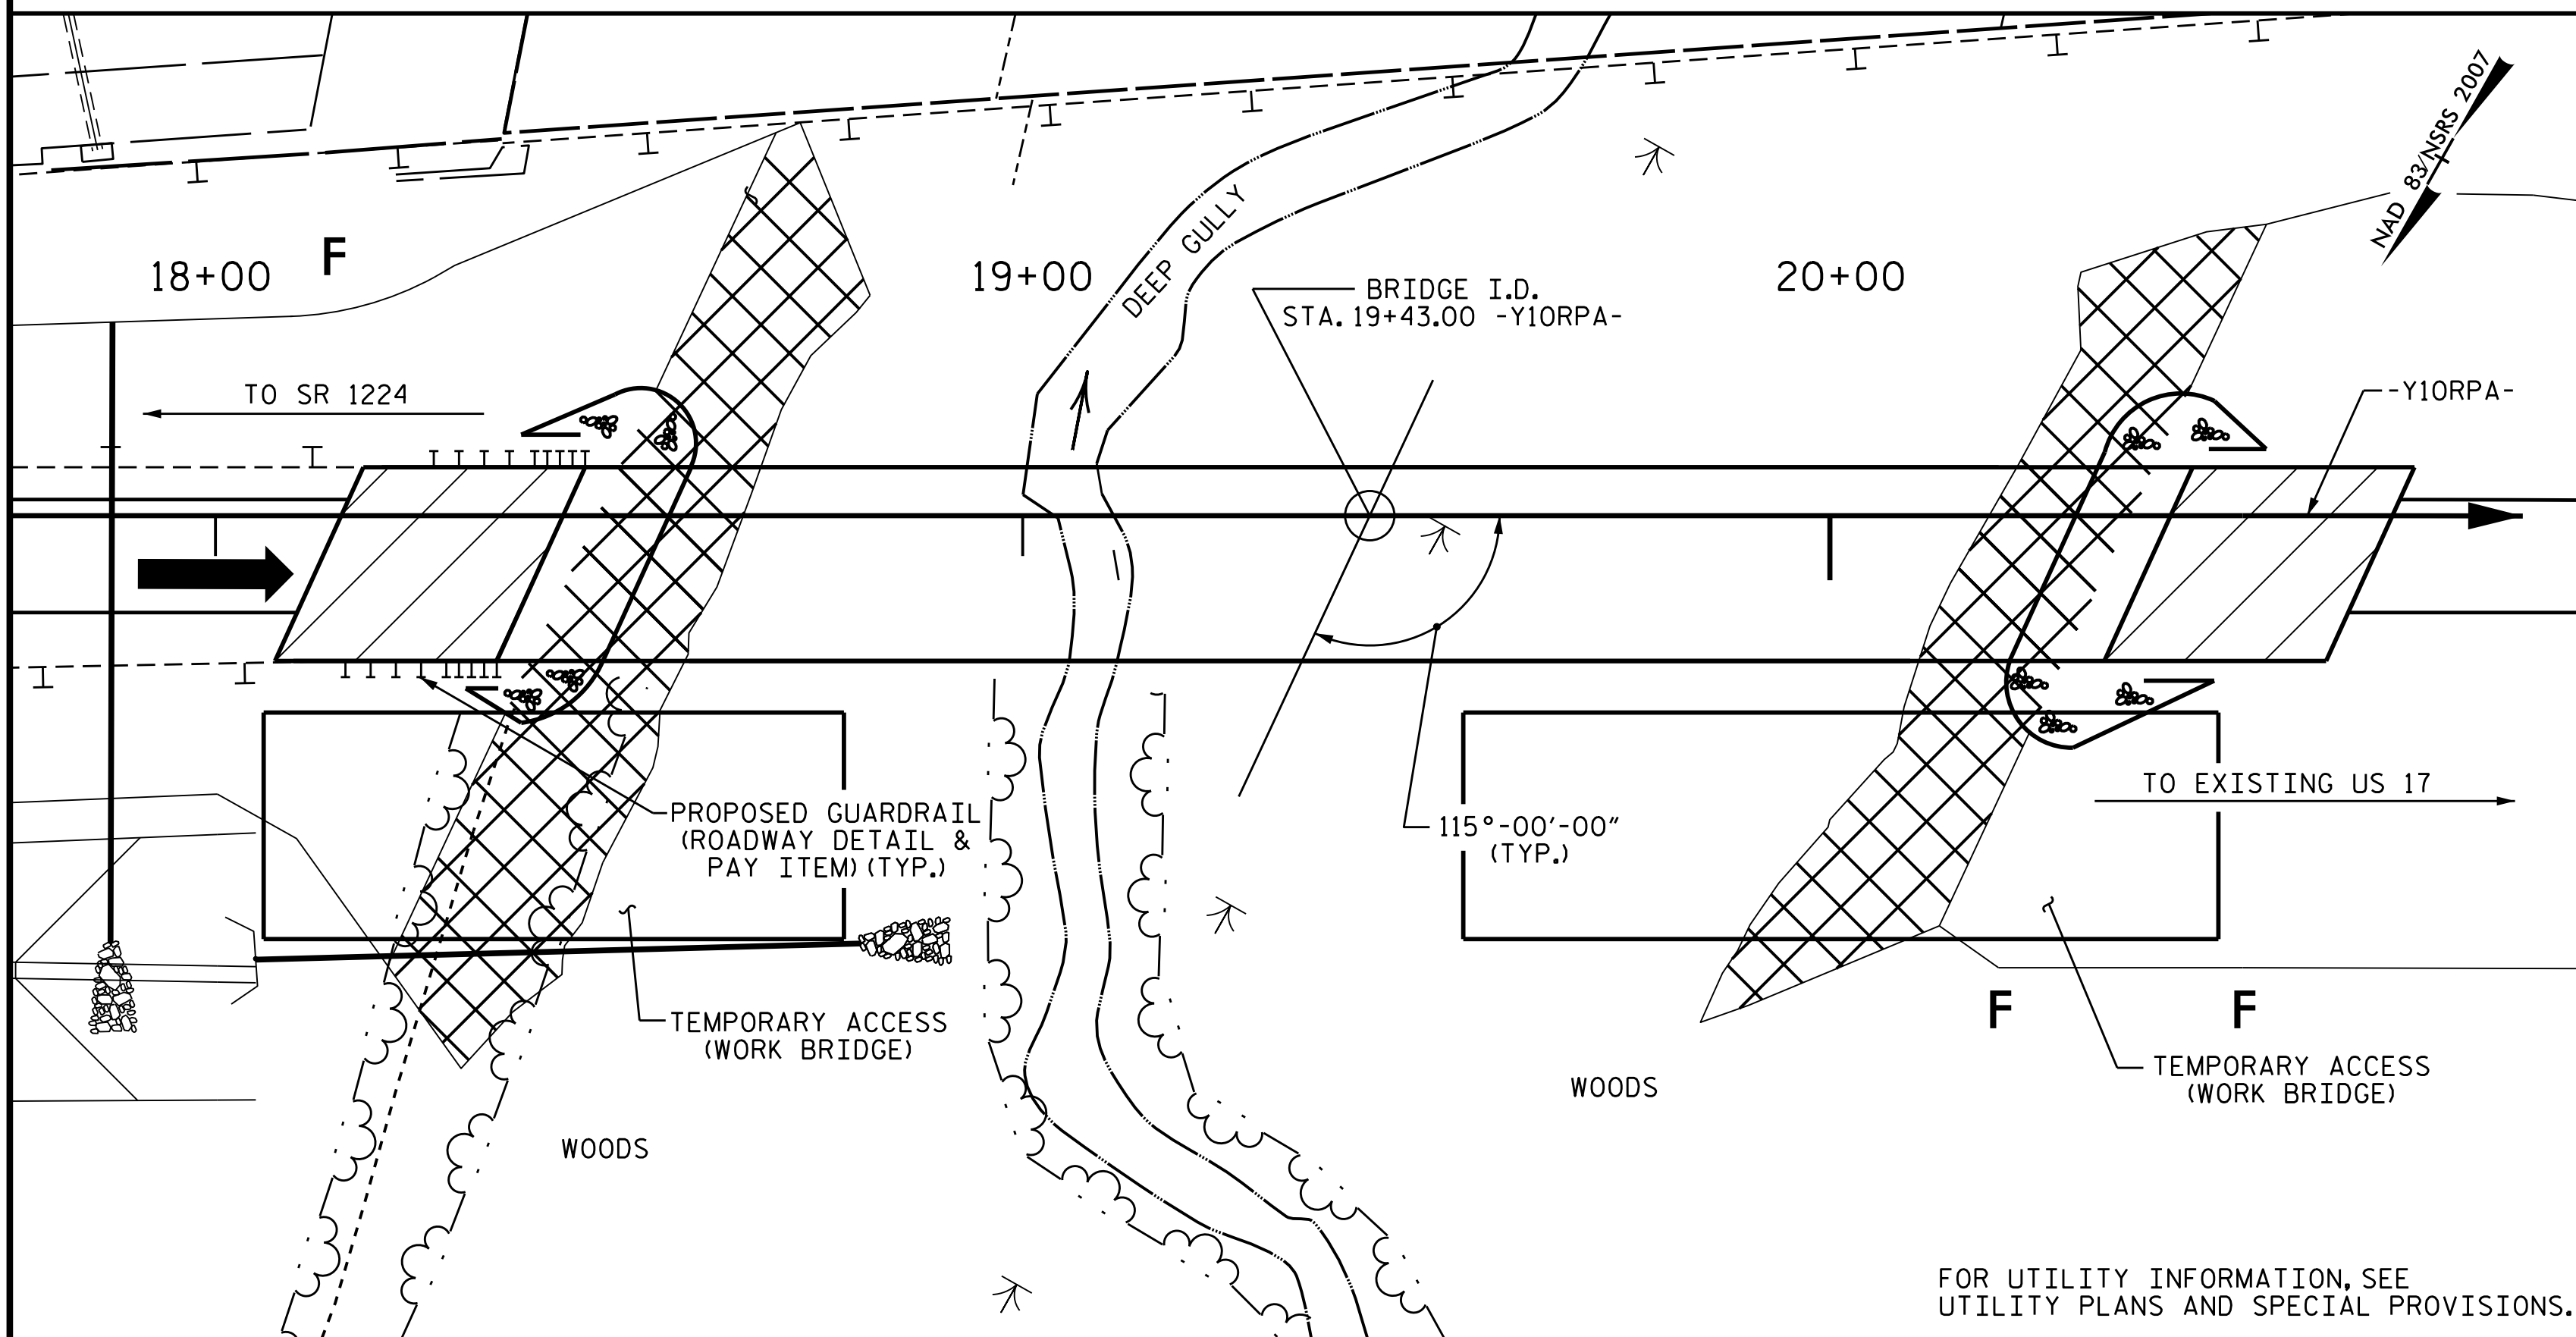 NAD 83/NSRS 2007
DEEP GULLY
18+00
F
19+00
20+00
BRIDGE I.D.
STA. 19+43.00 -Y10RPA-
TO SR 1224
-Y10RPA-
PROPOSED GUARDRAIL
(ROADWAY DETAIL &
PAY ITEM) (TYP.)
115°-00'-00"
(TYP.)
TO EXISTING US 17
TEMPORARY ACCESS
(WORK BRIDGE)
F
F
TEMPORARY ACCESS
(WORK BRIDGE)
WOODS
WOODS
FOR UTILITY INFORMATION, SEE
UTILITY PLANS AND SPECIAL PROVISIONS.